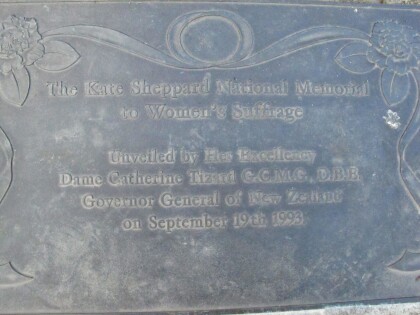 The Kate Sheppard National Memorial
to Women's Suffrage
Unveiled by Her Excellency
Dame Catherine Tizard G.C.M.G., D.B.E.
Governor General of New Zealand
on September 19th 1993.